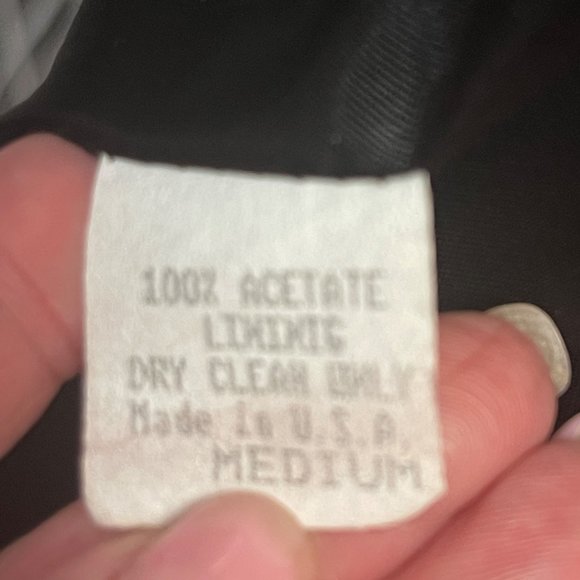 100% ACETATE
LINING
DRY CLEAN ONLY
Made in U.S.A.
MEDIUM